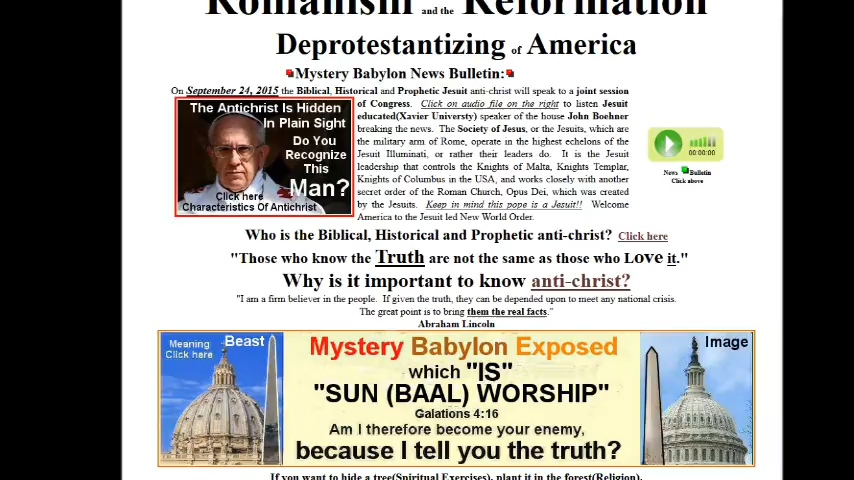 Romanism and the Reformation
Deprotestantizing of America
Mystery Babylon News Bulletin:
On September 24, 2015 the Biblical, Historical and Prophetic Jesuit anti-christ will speak to a joint session
of Congress. Click on audio file on the right to listen Jesuit
educated(Xavier Universty) speaker of the house John Boehner
breaking the news. The Society of Jesus, or the Jesuits, which are
the military arm of Rome, operate in the highest echelons of the
Jesuit Illuminati, or rather their leaders do. It is the Jesuit
leadership that controls the Knights of Malta, Knights Templar,
Knights of Columbus in the USA, and works closely with another
secret order of the Roman Church, Opus Dei, which was created
by the Jesuits. Keep in mind this pope is a Jesuit!! Welcome
America to the Jesuit led New World Order.
The Antichrist Is Hidden
In Plain Sight
Do You
Recognize
This
Man?
Click here
Characteristics Of Antichrist
00:00:00
News Bulletin
Click above
Who is the Biblical, Historical and Prophetic anti-christ? Click here
"Those who know the Truth are not the same as those who Love it."
Why is it important to know anti-christ?
"I am a firm believer in the people. If given the truth, they can be depended upon to meet any national crisis.
The great point is to bring them the real facts."
Abraham Lincoln
Meaning
Click here
Beast
Mystery Babylon Exposed
which "IS"
"SUN (BAAL) WORSHIP"
Galations 4:16
Am I therefore become your enemy,
because I tell you the truth?
Image
If you want to hide a tree(Spiritual Exercises), plant it in the forest(Religion).